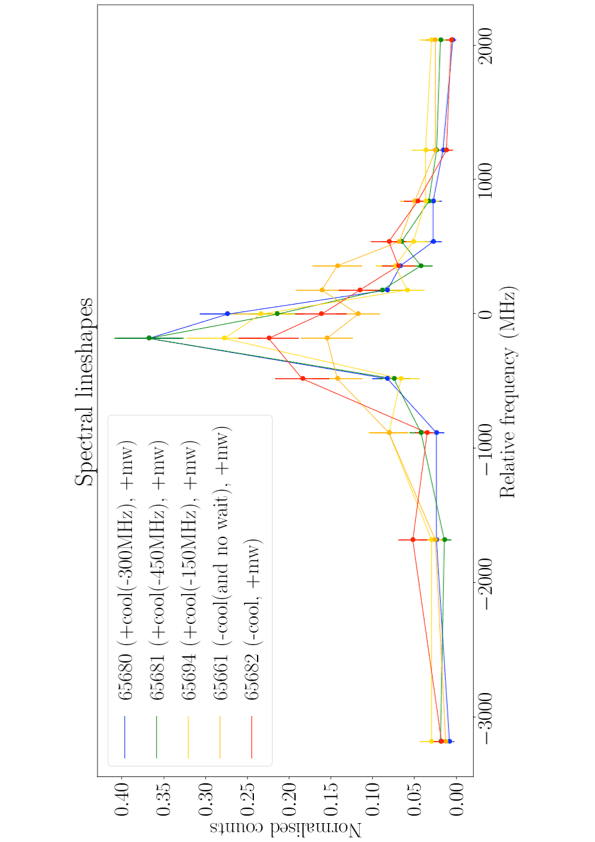 Spectral lineshapes
65680 (+cool(-300MHz), +mw)
65681 (+cool(-450MHz), +mw)
65694 (+cool(-150MHz), +mw)
65661 (-cool(and no wait), +mw)
65682 (-cool, +mw)
Normalised counts
0.40
0.35
0.30
0.25
0.20
0.15
0.10
0.05
0.00
−3000
−2000
−1000
0
1000
2000
Relative frequency (MHz)